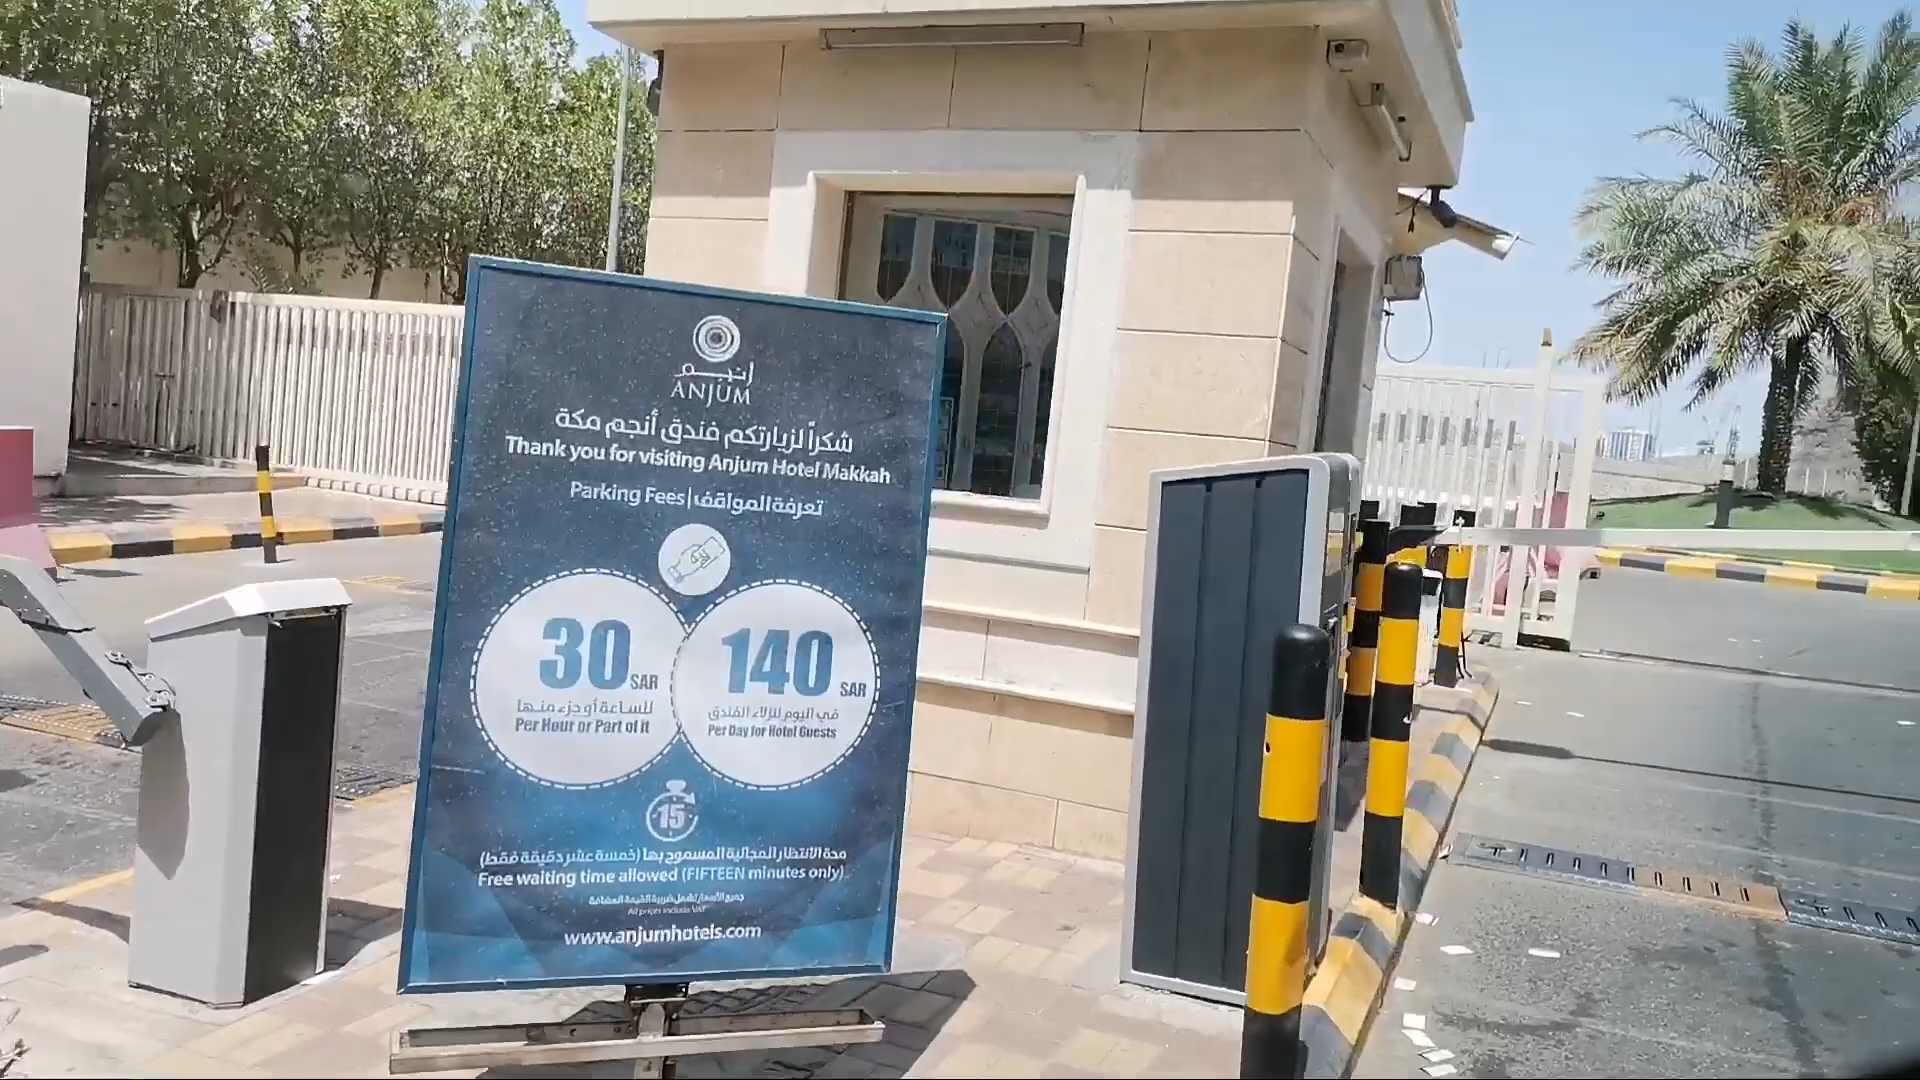 أنجم
ANJUM
شكراً لزيارتكم فندق أنجم مكة
Thank you for visiting Anjum Hotel Makkah
Parking Fees|تعرفة المواقف
30 SAR
للساعة أو جزء منها
Per Hour or Part of it
140 SAR
في اليوم لنزلاء الفندق
Per Day for Hotel Guests
15
مدة الانتظار المجانية المسموح بها (خمسة عشر دقيقة فقط)
Free waiting time allowed (FIFTEEN minutes only)
جميع الأسعار تشمل ضريبة القيمة المضافة
All prices include VAT
www.anjumhotels.com